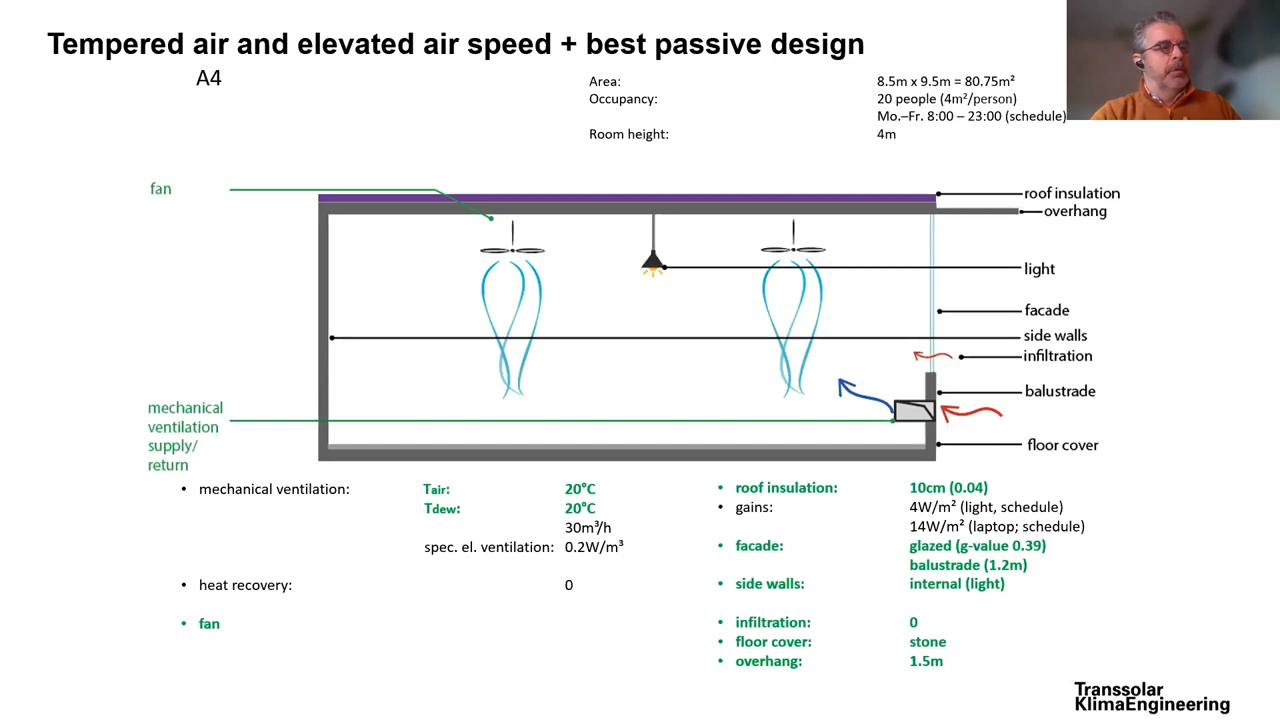 Tempered air and elevated air speed + best passive design
A4
Area: 8.5m x 9.5m = 80.75m²
Occupancy: 20 people (4m²/person)
Mo.–Fr. 8:00 – 23:00 (schedule)
Room height: 4m
fan
roof insulation
overhang
light
facade
side walls
infiltration
balustrade
floor cover
mechanical
ventilation
supply/
return
• mechanical ventilation: Tair: 20°C
Tdew: 20°C
30m³/h
spec. el. ventilation: 0.2W/m³
• heat recovery: 0
• fan
• roof insulation: 10cm (0.04)
• gains: 4W/m² (light, schedule)
14W/m² (laptop; schedule)
• facade: glazed (g-value 0.39)
balustrade (1.2m)
• side walls: internal (light)
• infiltration: 0
• floor cover: stone
• overhang: 1.5m
Transsolar
KlimaEngineering